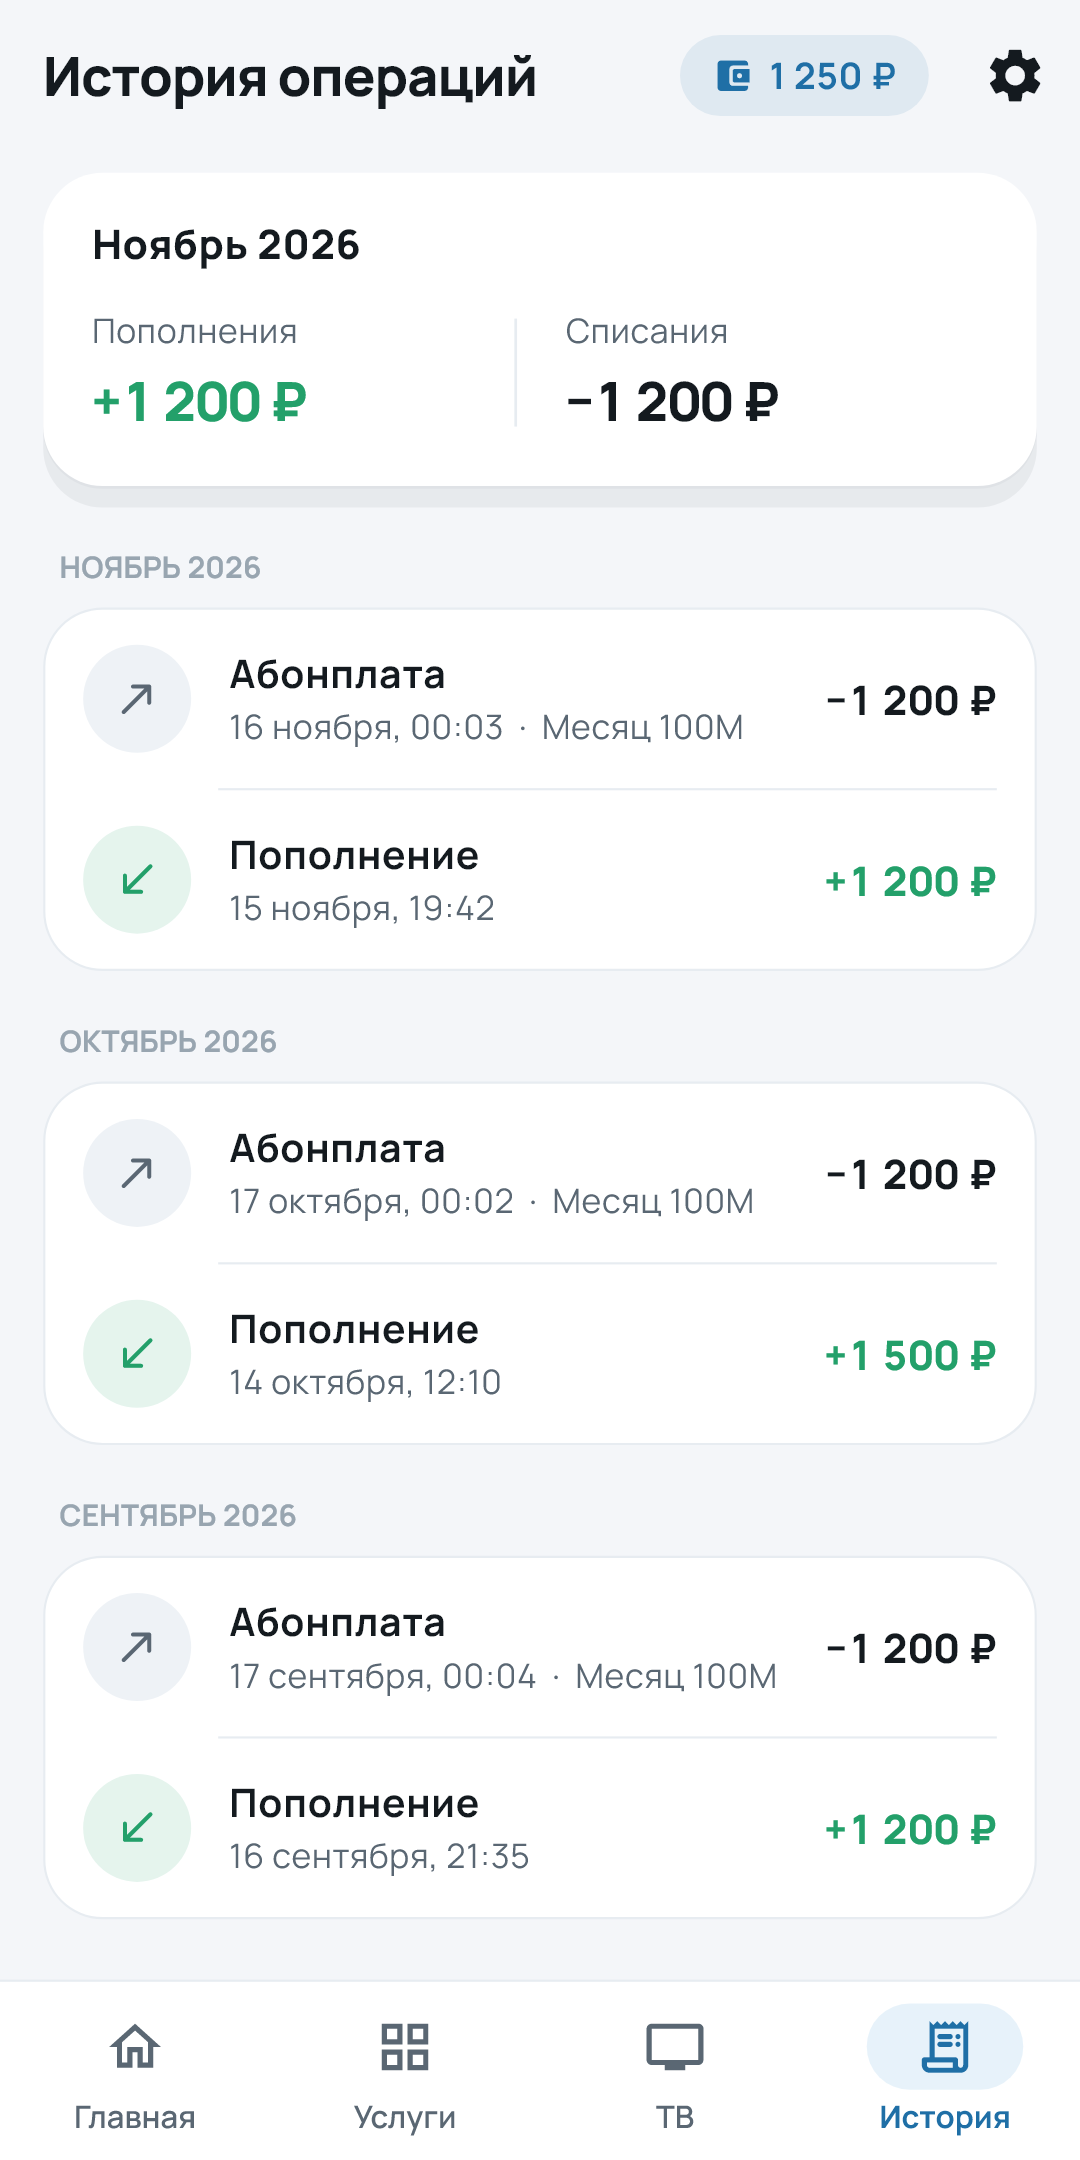 История операций
1 250 ₽
Ноябрь 2026
Пополнения
+1 200 ₽
Списания
−1 200 ₽
НОЯБРЬ 2026
Абонплата
16 ноября, 00:03 · Месяц 100М
−1 200 ₽
Пополнение
15 ноября, 19:42
+1 200 ₽
ОКТЯБРЬ 2026
Абонплата
17 октября, 00:02 · Месяц 100М
−1 200 ₽
Пополнение
14 октября, 12:10
+1 500 ₽
СЕНТЯБРЬ 2026
Абонплата
17 сентября, 00:04 · Месяц 100М
−1 200 ₽
Пополнение
16 сентября, 21:35
+1 200 ₽
Главная
Услуги
ТВ
История